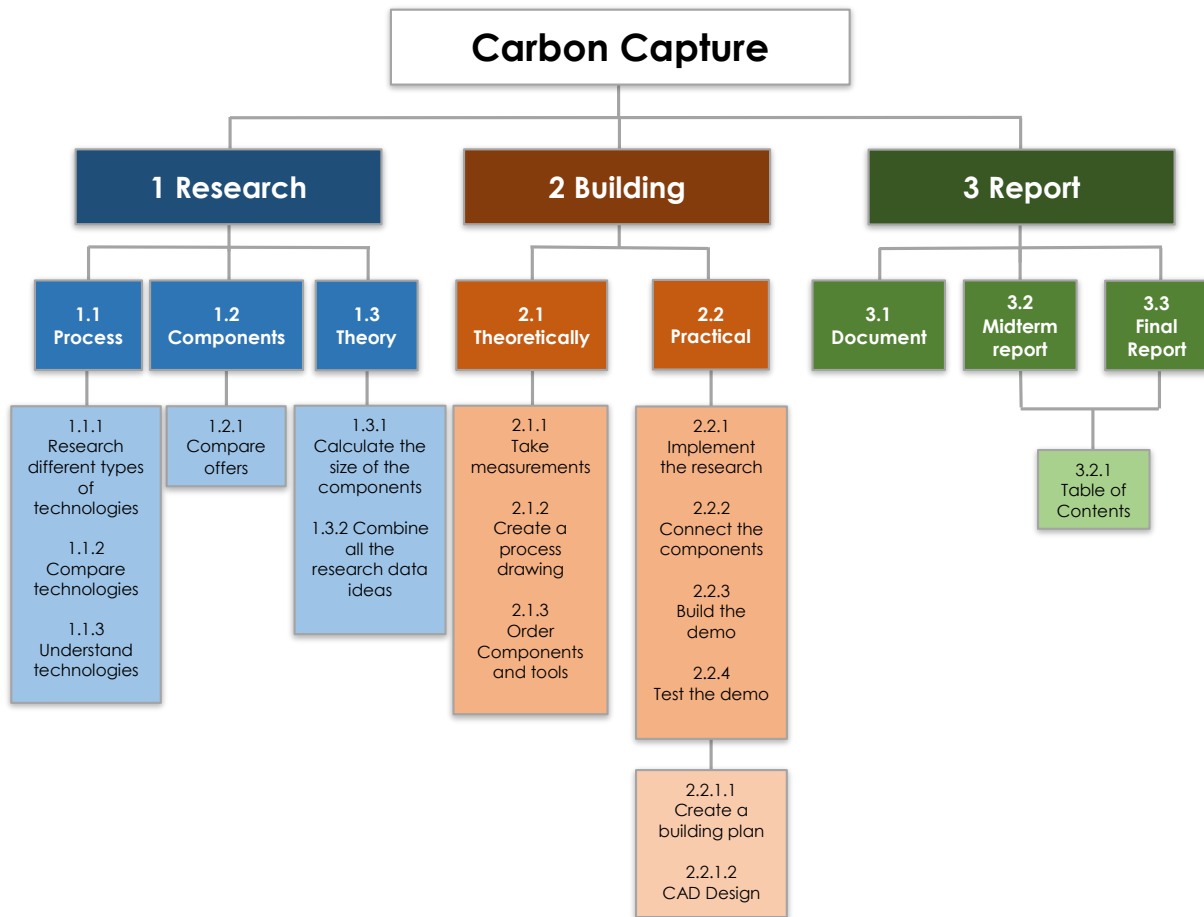 Carbon Capture
1 Research
2 Building
3 Report
1.1
Process
1.2
Components
1.3
Theory
2.1
Theoretically
2.2
Practical
3.1
Document
3.2
Midterm
report
3.3
Final
Report
1.1.1
Research
different types
of
technologies
1.1.2
Compare
technologies
1.1.3
Understand
technologies
1.2.1
Compare
offers
1.3.1
Calculate the
size of the
components
1.3.2 Combine
all the
research data
ideas
2.1.1
Take
measurements
2.1.2
Create a
process
drawing
2.1.3
Order
Components
and tools
2.2.1
Implement
the research
2.2.2
Connect the
components
2.2.3
Build the
demo
2.2.4
Test the demo
2.2.1.1
Create a
building plan
2.2.1.2
CAD Design
3.2.1
Table of
Contents